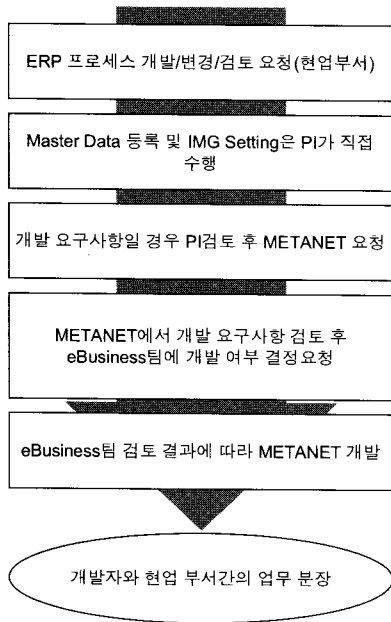 ERP 프로세스 개발/변경/검토 요청(현업부서)
Master Data 등록 및 IMG Setting은 PI가 직접
수행
개발 요구사항일 경우 PI검토 후 METANET 요청
METANET에서 개발 요구사항 검토 후
eBusiness팀에 개발 여부 결정요청
eBusiness팀 검토 결과에 따라 METANET 개발
개발자와 현업 부서간의 업무 분장